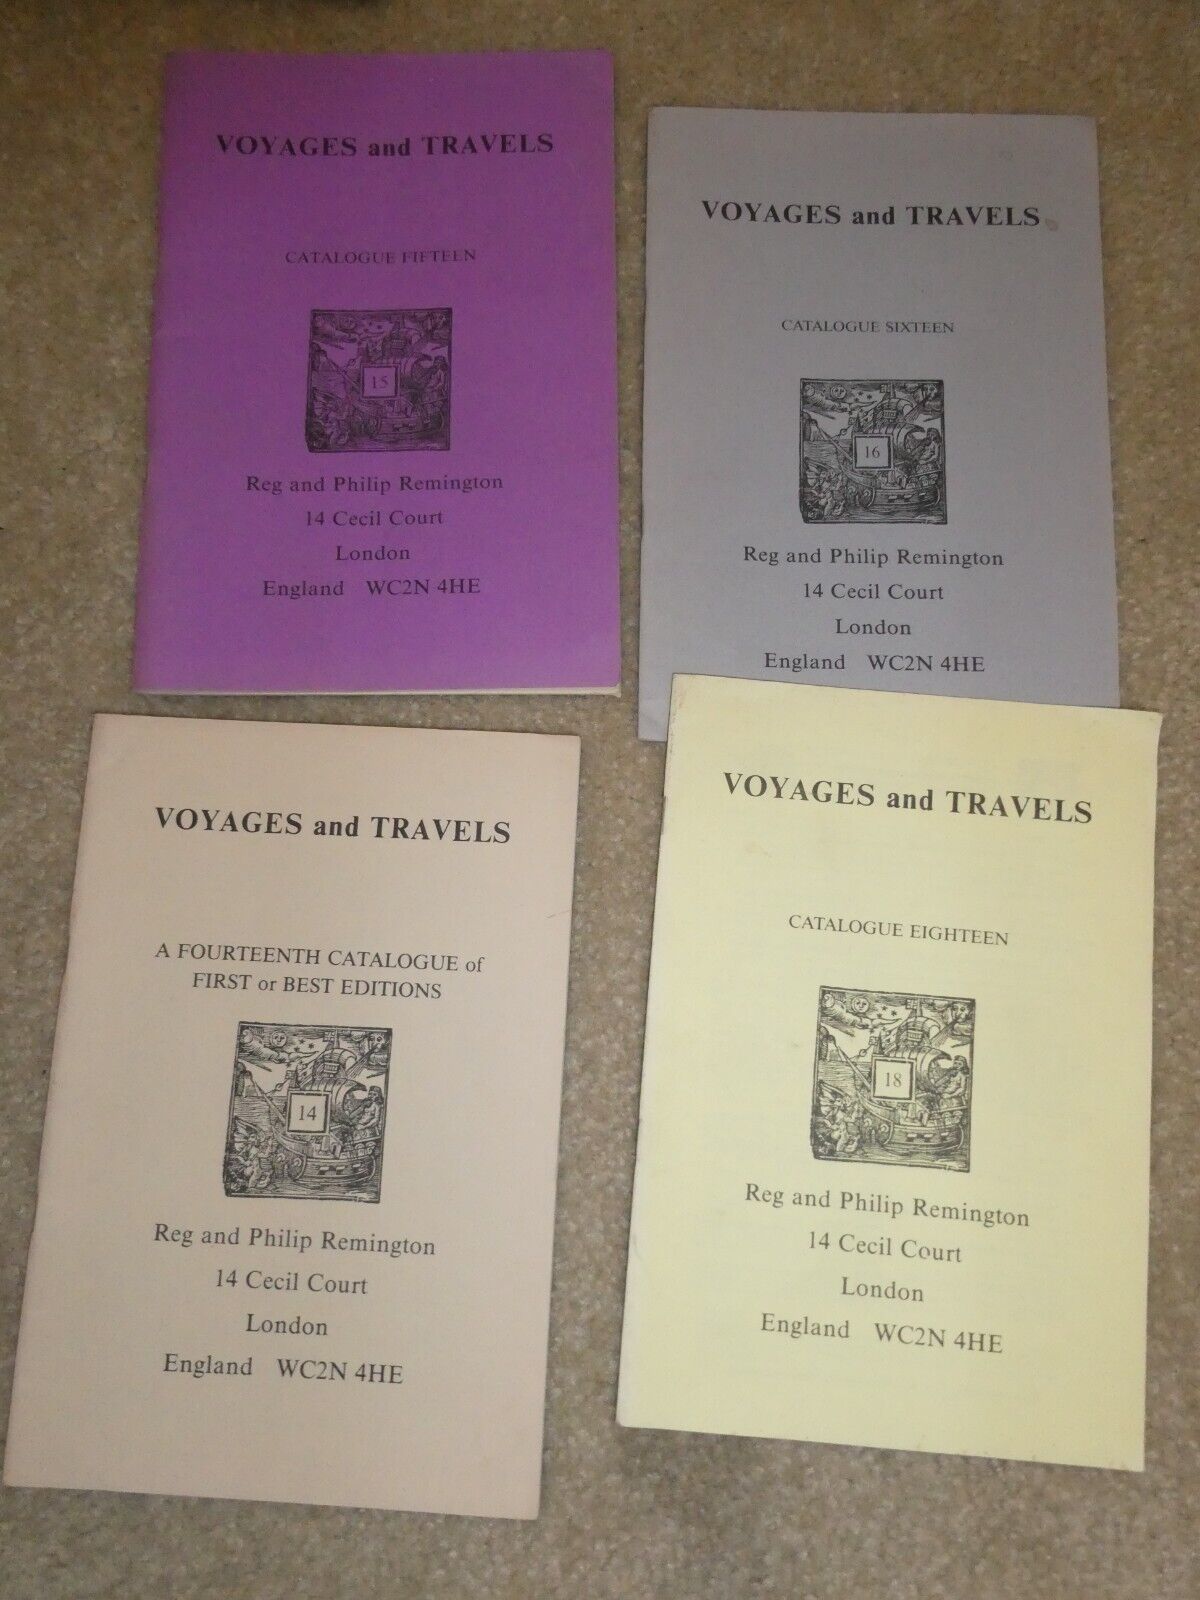 VOYAGES and TRAVELS
CATALOGUE FIFTEEN
15
Reg and Philip Remington
14 Cecil Court
London
England WC2N 4HE
VOYAGES and TRAVELS
CATALOGUE SIXTEEN
16
Reg and Philip Remington
14 Cecil Court
London
England WC2N 4HE
VOYAGES and TRAVELS
A FOURTEENTH CATALOGUE of
FIRST or BEST EDITIONS
14
Reg and Philip Remington
14 Cecil Court
London
England WC2N 4HE
VOYAGES and TRAVELS
CATALOGUE EIGHTEEN
18
Reg and Philip Remington
14 Cecil Court
London
England WC2N 4HE